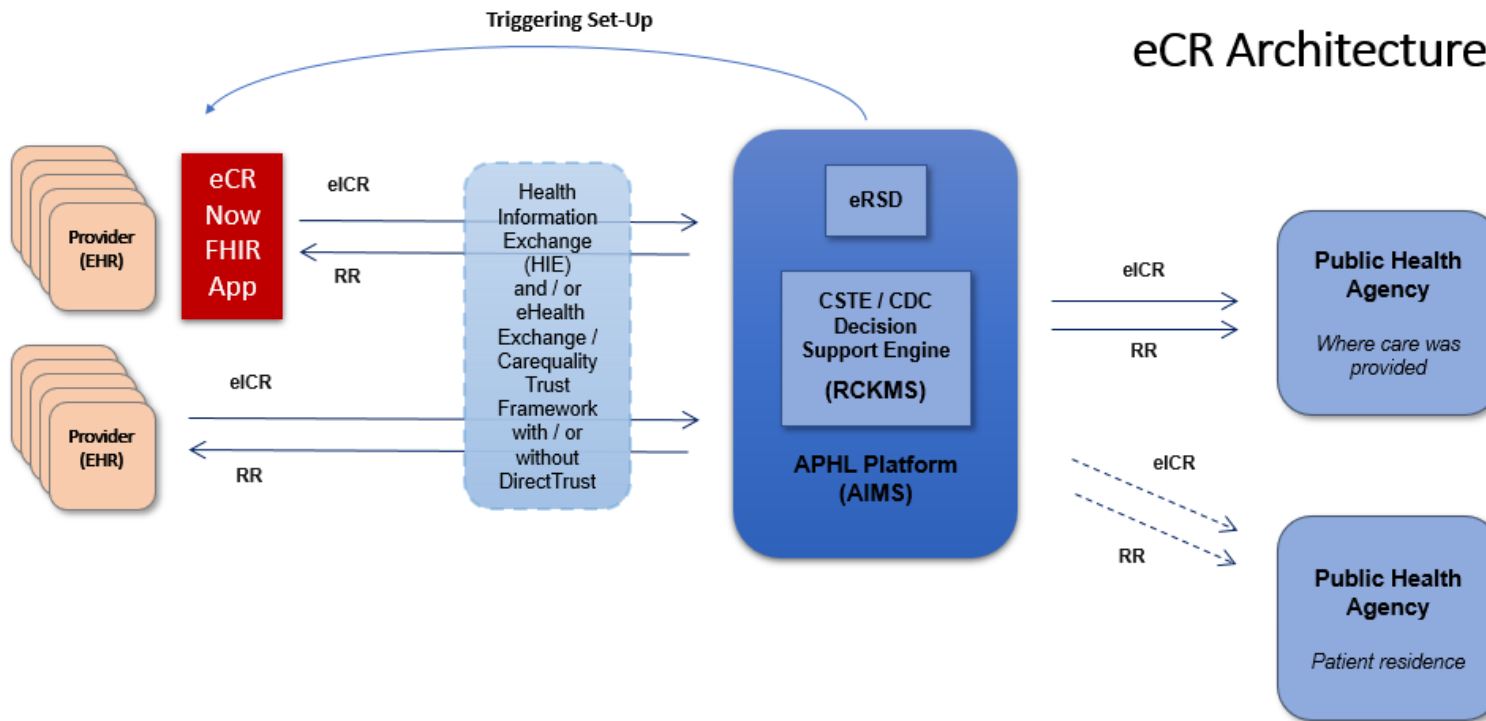 Triggering Set-Up
eCR Architecture
Provider
(EHR)
eCR
Now
FHIR
App
eICR
RR
Provider
(EHR)
eICR
RR
Health
Information
Exchange
(HIE)
and / or
eHealth
Exchange /
Carequality
Trust
Framework
with / or
without
DirectTrust
eRSD
CSTE / CDC
Decision
Support Engine
(RCKMS)
APHL Platform
(AIMS)
eICR
RR
Public Health
Agency
Where care was
provided
eICR
RR
Public Health
Agency
Patient residence